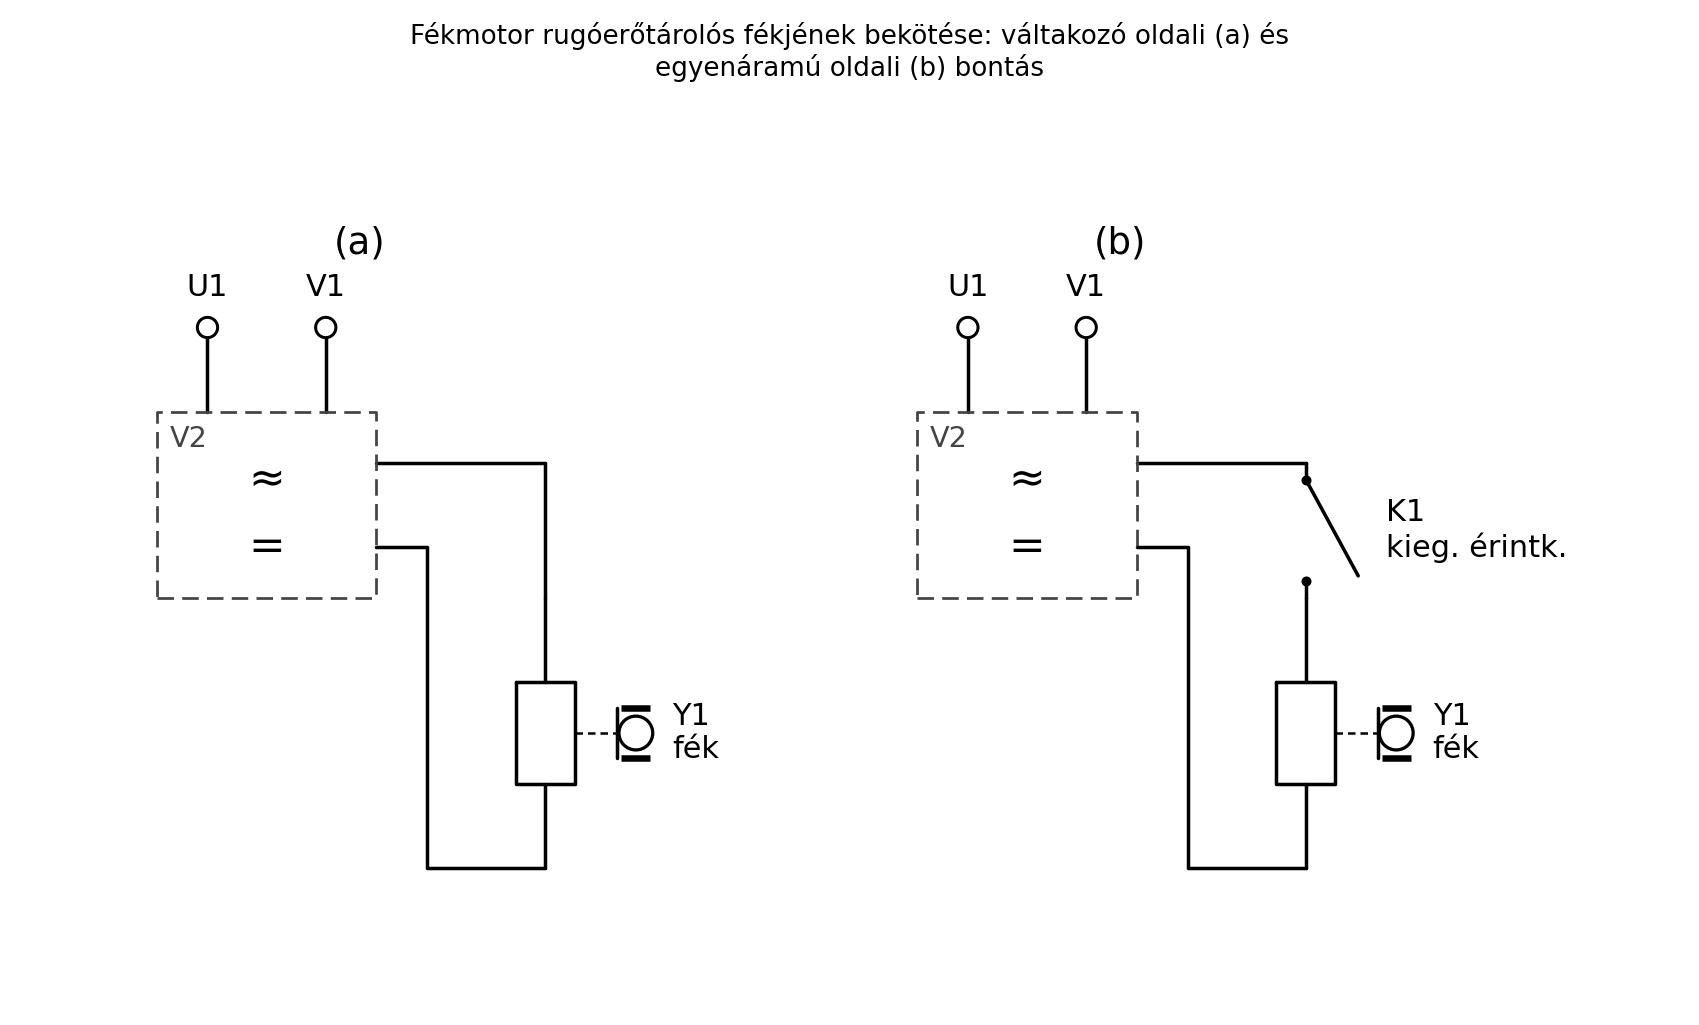 Fékmotor rugóerőtárolós fékjének bekötése: váltakozó oldali (a) és
egyenáramú oldali (b) bontás
(a)
U1 V1
V2
≈
=
Y1
fék
(b)
U1 V1
V2
≈
=
K1
kieg. érintk.
Y1
fék